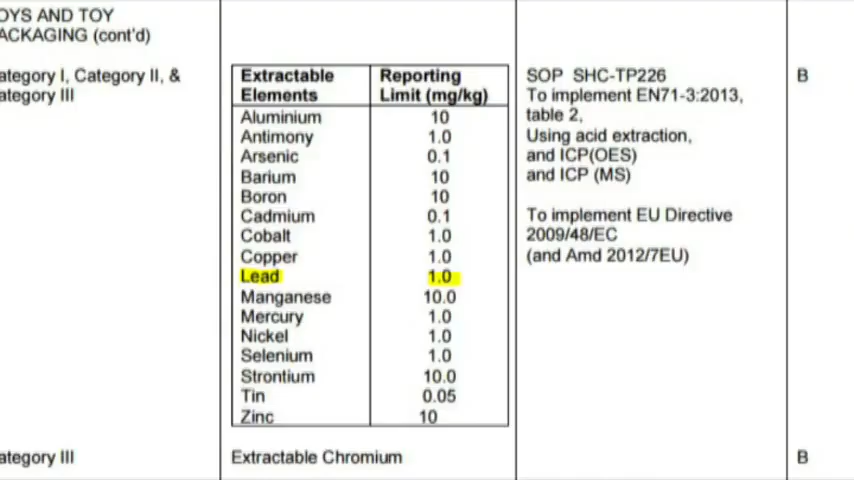 OYS AND TOY
ACKAGING (cont'd)
ategory I, Category II, &
ategory III
Extractable Elements Reporting Limit (mg/kg)
Aluminium 10
Antimony 1.0
Arsenic 0.1
Barium 10
Boron 10
Cadmium 0.1
Cobalt 1.0
Copper 1.0
Lead 1.0
Manganese 10.0
Mercury 1.0
Nickel 1.0
Selenium 1.0
Strontium 10.0
Tin 0.05
Zinc 10
SOP SHC-TP226
To implement EN71-3:2013,
table 2,
Using acid extraction,
and ICP(OES)
and ICP (MS)
To implement EU Directive
2009/48/EC
(and Amd 2012/7EU)
B
ategory III
Extractable Chromium
B